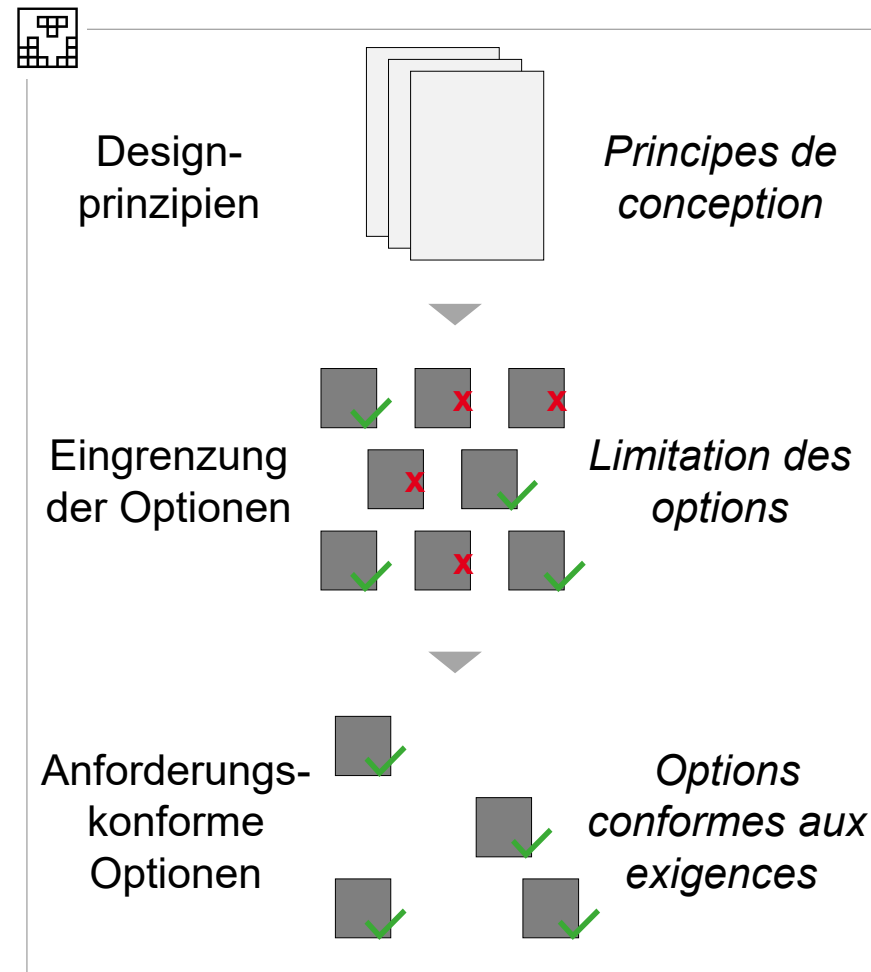 Design-
prinzipien
Principes de
conception
x
x
Eingrenzung
der Optionen
x
Limitation des
options
x
Anforderungs-
konforme
Optionen
Options
conformes aux
exigences